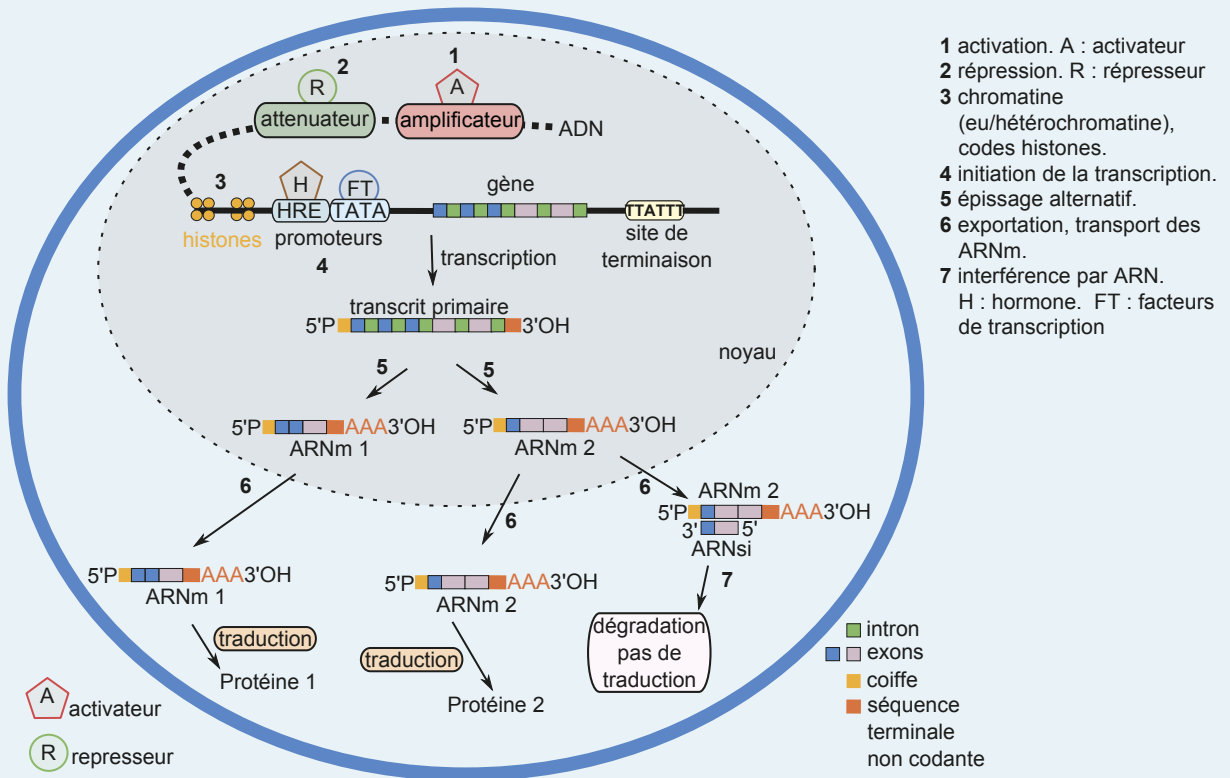 1
2
R
A
attenuateur
amplificateur
ADN
3
H
FT
gène
HRE
TATA
TTATTT
histones
promoteurs
site de
terminaison
4
transcription
transcrit primaire
5'P
3'OH
noyau
5
5
5'P
AAA3'OH
ARNm 1
5'P
AAA3'OH
ARNm 2
6
6
6
ARNm 2
5'P
AAA3'OH
3'
5'
ARNsi
7
5'P
AAA3'OH
ARNm 1
5'P
AAA3'OH
ARNm 2
traduction
Protéine 1
traduction
Protéine 2
dégradation
pas de
traduction
A
activateur
R
represseur
intron
exons
coiffe
séquence
terminale
non codante
1 activation. A : activateur
2 répression. R : répresseur
3 chromatine
(eu/hétérochromatine),
codes histones.
4 initiation de la transcription.
5 épissage alternatif.
6 exportation, transport des
ARNm.
7 interférence par ARN.
H : hormone. FT : facteurs
de transcription